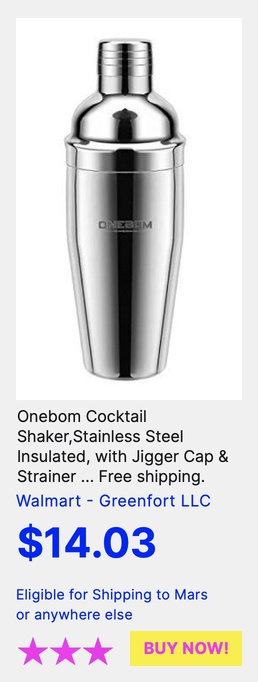 ONEBOM
Onebom Cocktail
Shaker,Stainless Steel
Insulated, with Jigger Cap &
Strainer ... Free shipping.
Walmart - Greenfort LLC
$14.03
Eligible for Shipping to Mars
or anywhere else
BUY NOW!